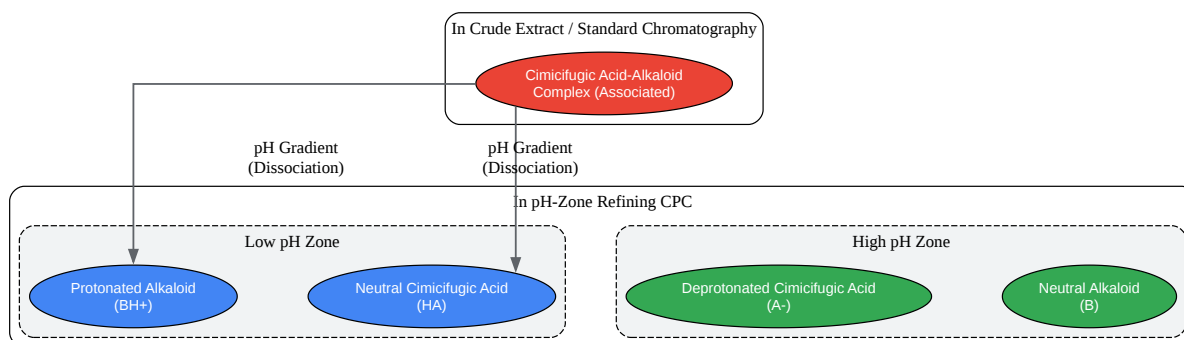 In Crude Extract / Standard Chromatography
Cimicifugic Acid-Alkaloid
Complex (Associated)
pH Gradient
(Dissociation)
pH Gradient
(Dissociation)
In pH-Zone Refining CPC
Low pH Zone
Protonated Alkaloid
(BH+)
Neutral Cimicifugic Acid
(HA)
High pH Zone
Deprotonated Cimicifugic Acid
(A-)
Neutral Alkaloid
(B)